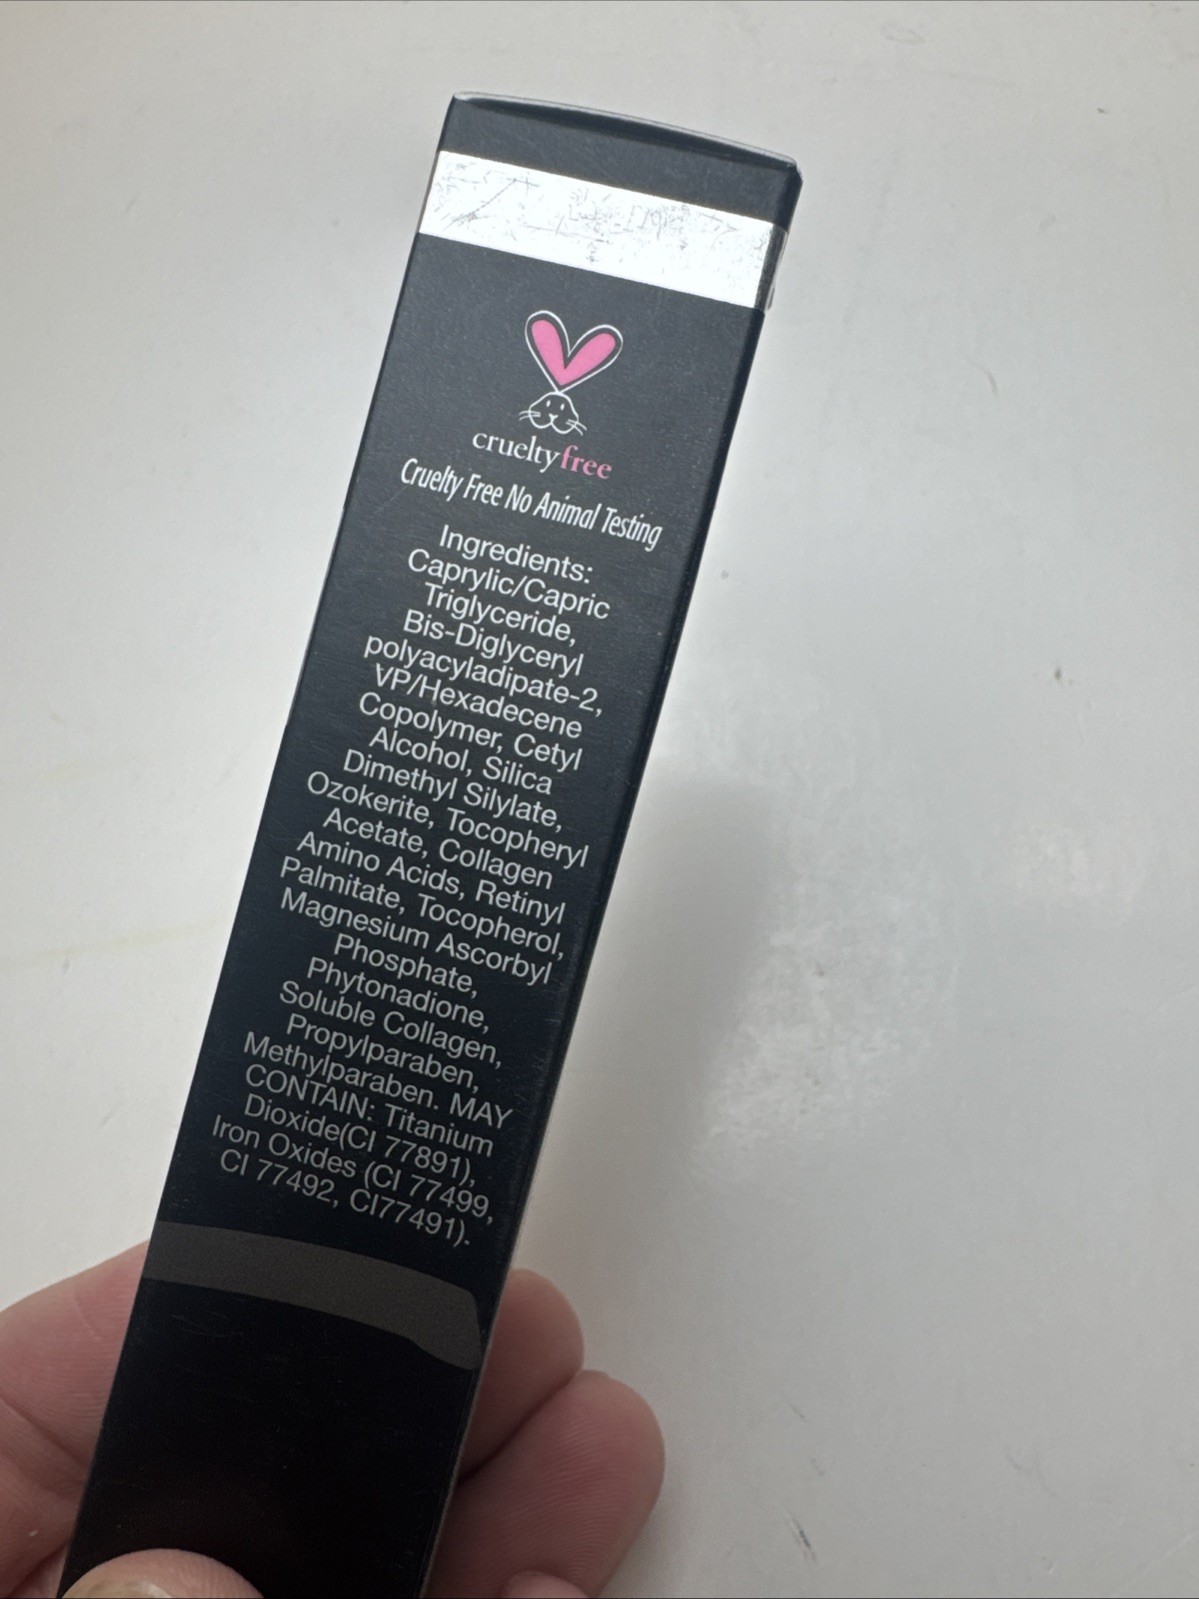 crueltyfree
Cruelty Free No Animal Testing
Ingredients:
Caprylic/Capric
Triglyceride,
Bis-Diglyceryl
polyacyladipate-2,
VP/Hexadecene
Copolymer, Cetyl
Alcohol, Silica
Dimethyl Silylate,
Ozokerite, Tocopheryl
Acetate, Collagen
Amino Acids, Retinyl
Palmitate, Tocopherol,
Magnesium Ascorbyl
Phosphate,
Phytonadione,
Soluble Collagen,
Propylparaben,
Methylparaben. MAY
CONTAIN: Titanium
Dioxide(CI 77891),
Iron Oxides (CI 77499,
CI 77492, CI77491).